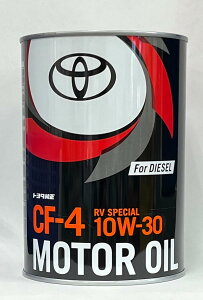 For DIESEL
トヨタ純正
CF-4 RV SPECIAL 10W-30
MOTOR OIL